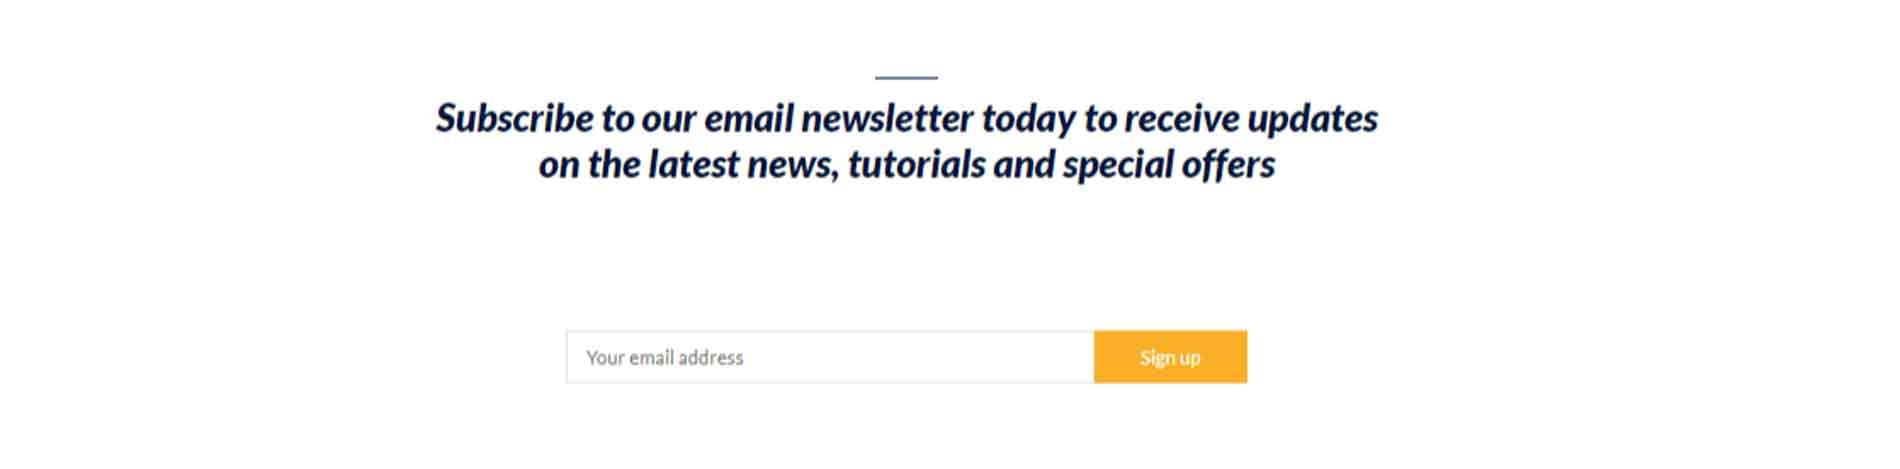 Subscribe to our email newsletter today to receive updates
on the latest news, tutorials and special offers
Your email address
Sign up